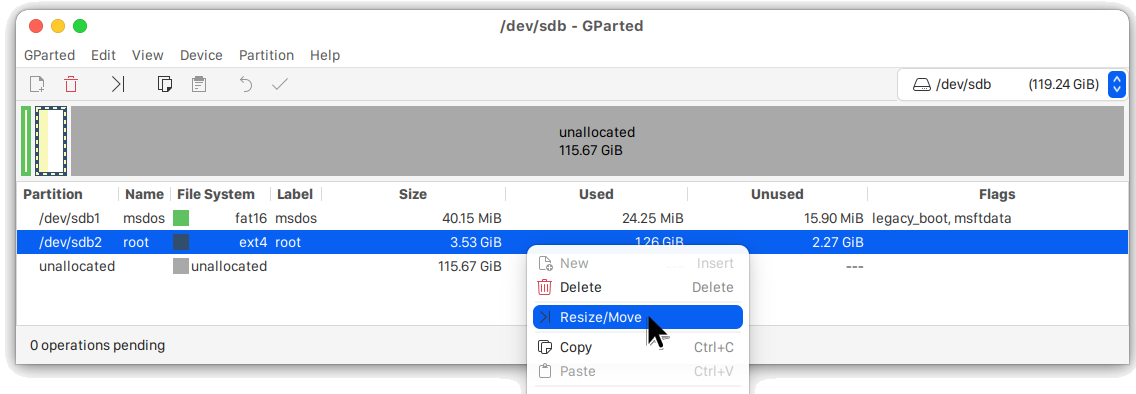 /dev/sdb - GParted
GParted Edit View Device Partition Help
/dev/sdb (119.24 GiB)
unallocated
115.67 GiB
Partition Name File System Label Size Used Unused Flags
/dev/sdb1 msdos fat16 msdos 40.15 MiB 24.25 MiB 15.90 MiB legacy_boot, msftdata
/dev/sdb2 root ext4 root 3.53 GiB 1.26 GiB 2.27 GiB
unallocated unallocated 115.67 GiB ---
New Insert
Delete Delete
Resize/Move
Copy Ctrl+C
Paste Ctrl+V
0 operations pending